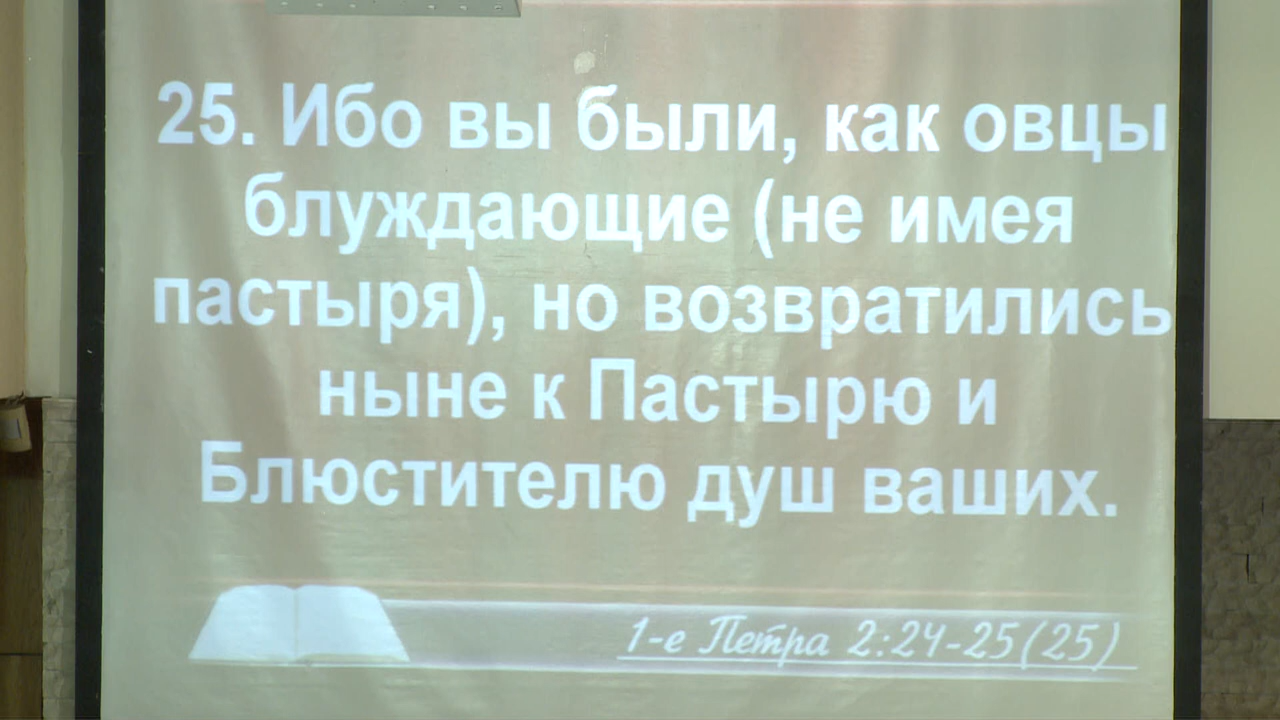 25. Ибо вы были, как овцы
блуждающие (не имея
пастыря), но возвратились
ныне к Пастырю и
Блюстителю душ ваших.
1-е Петра 2:24-25(25)